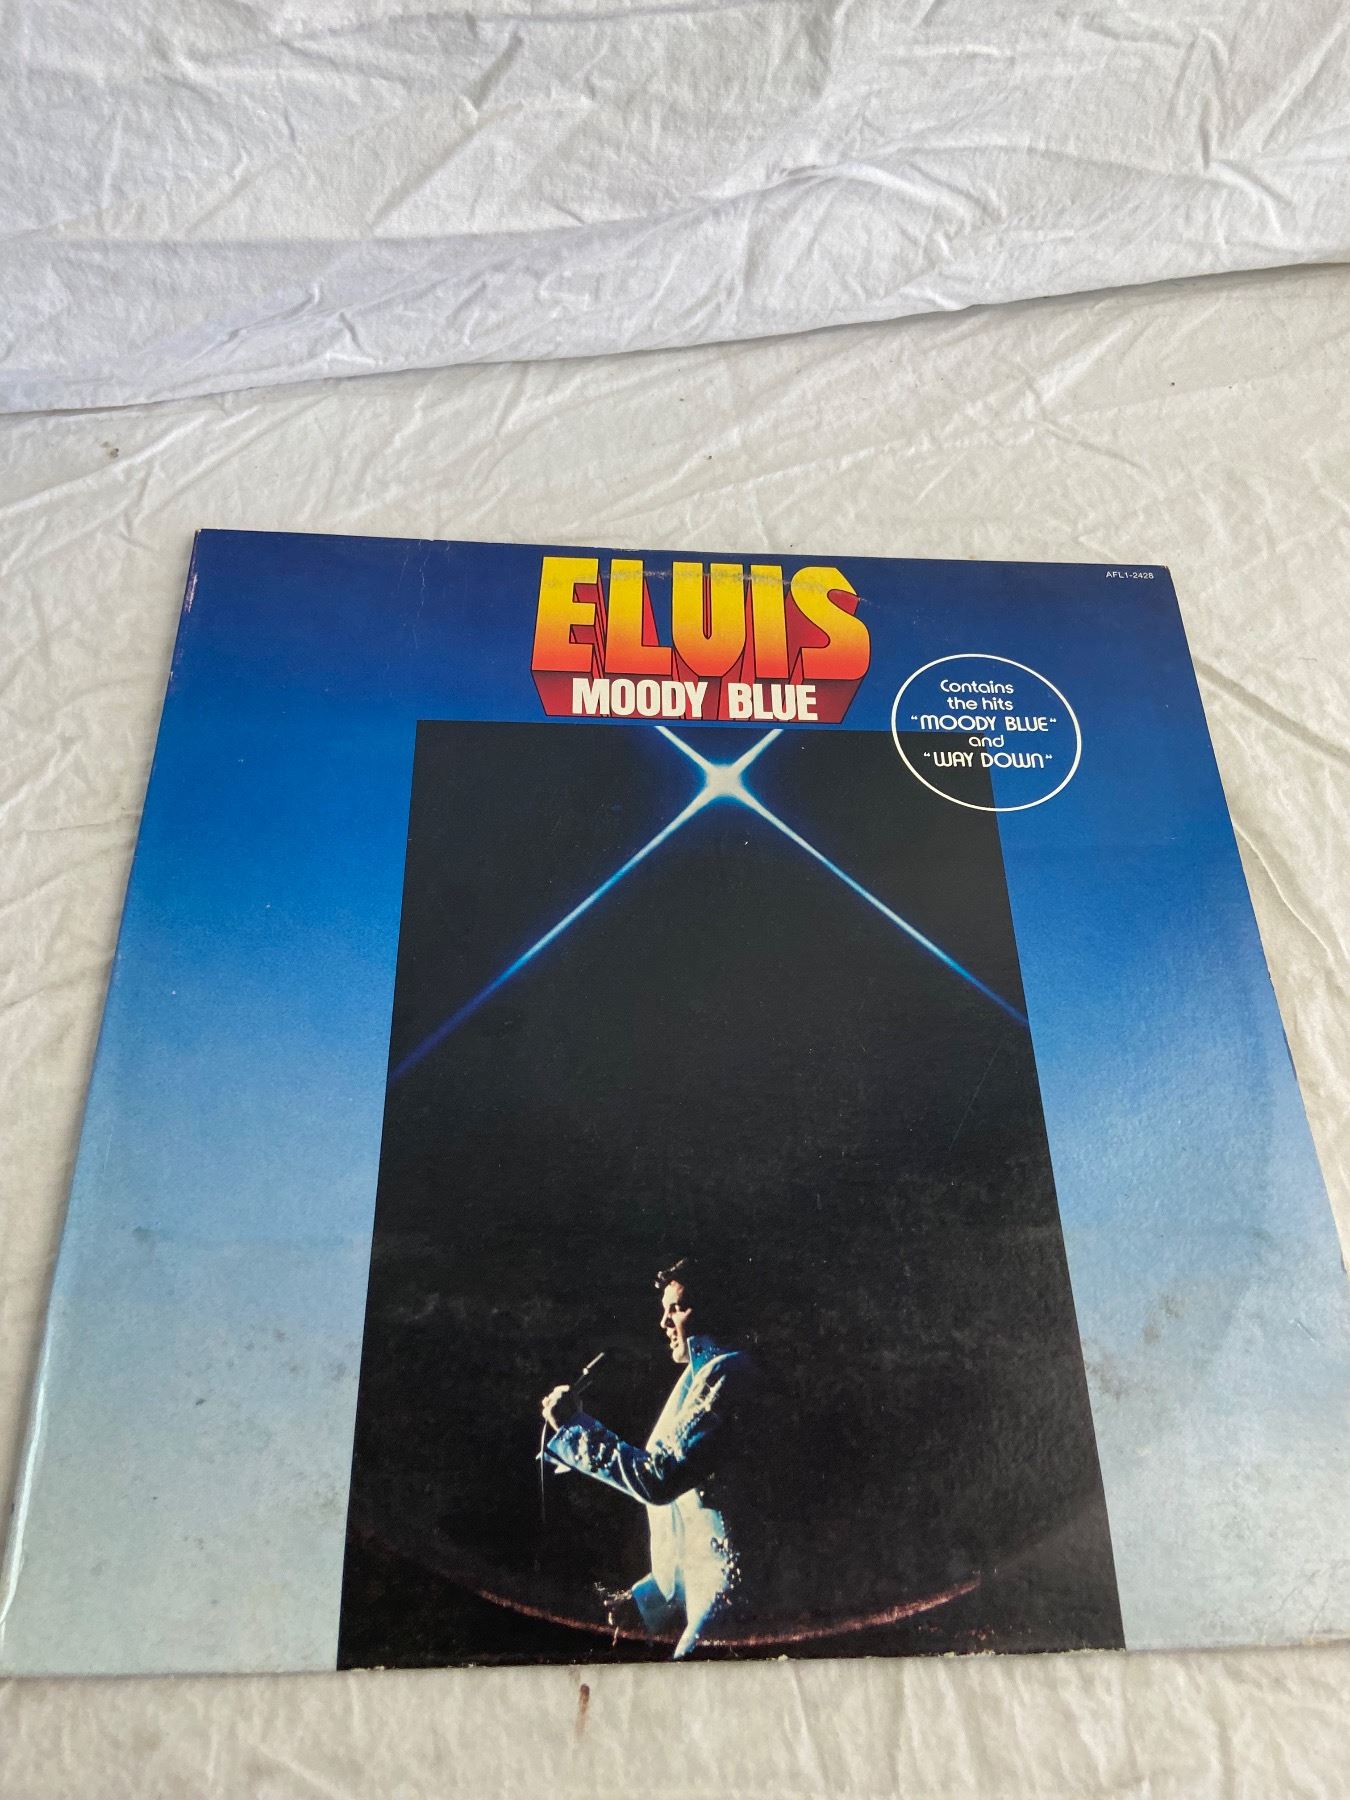 AFL1-2428
ELVIS
MOODY BLUE
Contains
the hits
"MOODY BLUE"
and
"WAY DOWN"